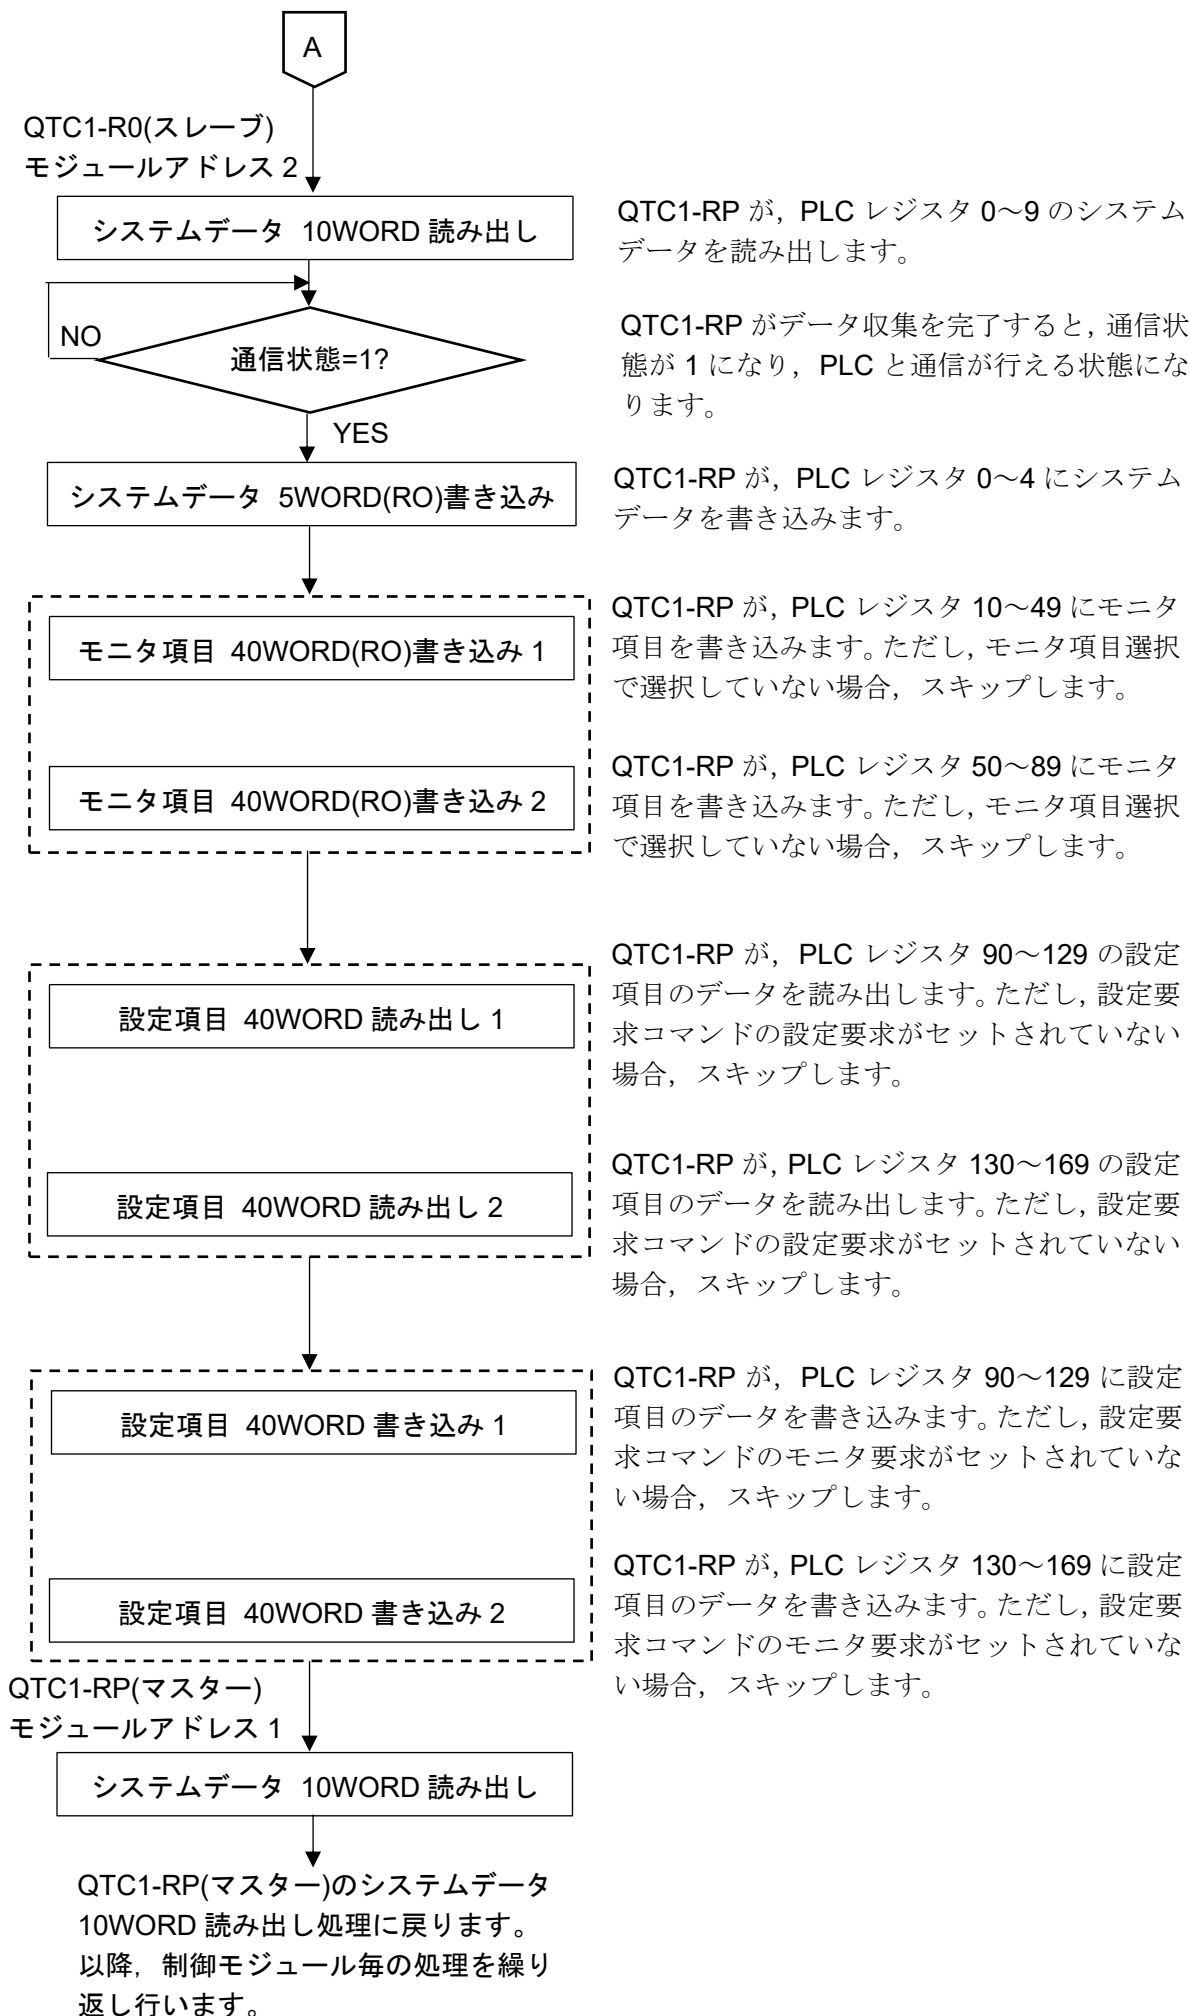 A
QTC1-R0(スレーブ)
モジュールアドレス 2
システムデータ 10WORD 読み出し
QTC1-RP が，PLC レジスタ 0～9 のシステム
データを読み出します。
NO
通信状態=1?
YES
QTC1-RP がデータ収集を完了すると，通信状
態が 1 になり，PLC と通信が行える状態にな
ります。
システムデータ 5WORD(RO)書き込み
QTC1-RP が，PLC レジスタ 0～4 にシステム
データを書き込みます。
モニタ項目 40WORD(RO)書き込み 1
QTC1-RP が，PLC レジスタ 10～49 にモニタ
項目を書き込みます。ただし，モニタ項目選択
で選択していない場合，スキップします。
モニタ項目 40WORD(RO)書き込み 2
QTC1-RP が，PLC レジスタ 50～89 にモニタ
項目を書き込みます。ただし，モニタ項目選択
で選択していない場合，スキップします。
設定項目 40WORD 読み出し 1
QTC1-RP が，PLC レジスタ 90～129 の設定
項目のデータを読み出します。ただし，設定要
求コマンドの設定要求がセットされていない
場合，スキップします。
設定項目 40WORD 読み出し 2
QTC1-RP が，PLC レジスタ 130～169 の設定
項目のデータを読み出します。ただし，設定要
求コマンドの設定要求がセットされていない
場合，スキップします。
設定項目 40WORD 書き込み 1
QTC1-RP が，PLC レジスタ 90～129 に設定
項目のデータを書き込みます。ただし，設定要
求コマンドのモニタ要求がセットされていな
い場合，スキップします。
設定項目 40WORD 書き込み 2
QTC1-RP が，PLC レジスタ 130～169 に設定
項目のデータを書き込みます。ただし，設定要
求コマンドのモニタ要求がセットされていな
い場合，スキップします。
QTC1-RP(マスター)
モジュールアドレス 1
システムデータ 10WORD 読み出し
QTC1-RP(マスター)のシステムデータ
10WORD 読み出し処理に戻ります。
以降，制御モジュール毎の処理を繰り
返し行います。